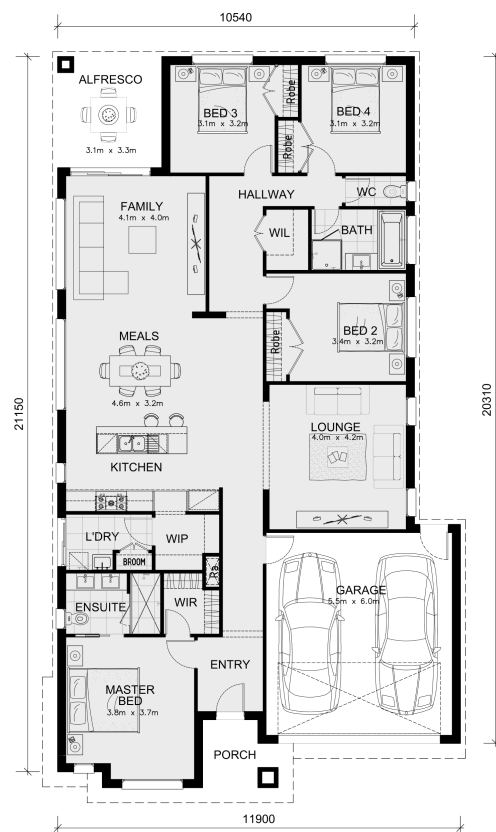 10540
ALFRESCO
3.1m x 3.3m
BED 3
3.1m x 3.2m
Robe
BED 4
3.1m x 3.2m
Robe
HALLWAY
WC
FAMILY
4.1m x 4.0m
WIL
BATH
MEALS
4.6m x 3.2m
BED 2
3.4m x 3.2m
Robe
21150
20310
LOUNGE
4.0m x 4.2m
KITCHEN
L'DRY
WIP
BROOM
Ra.
GARAGE
5.5m x 6.0m
ENSUITE
WIR
ENTRY
MASTER
BED
3.8m x 3.7m
PORCH
11900